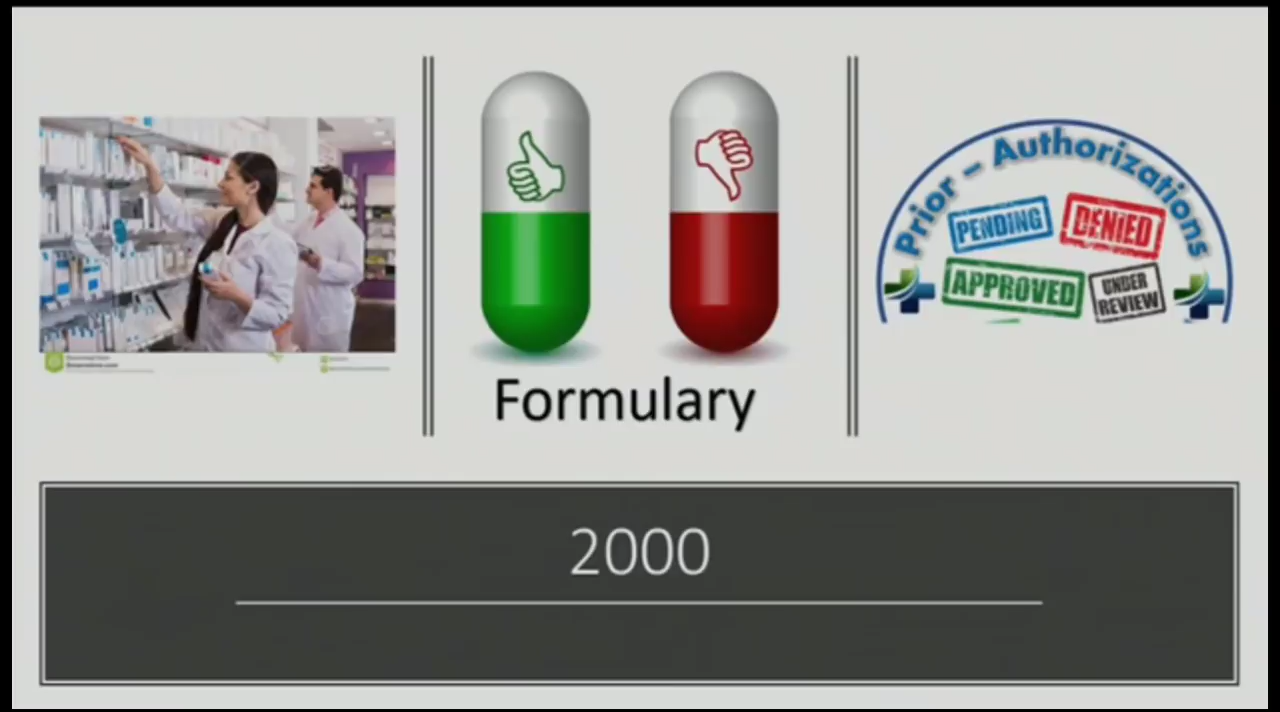 Formulary
Prior – Authorizations
PENDING
DENIED
APPROVED
UNDER
REVIEW
2000